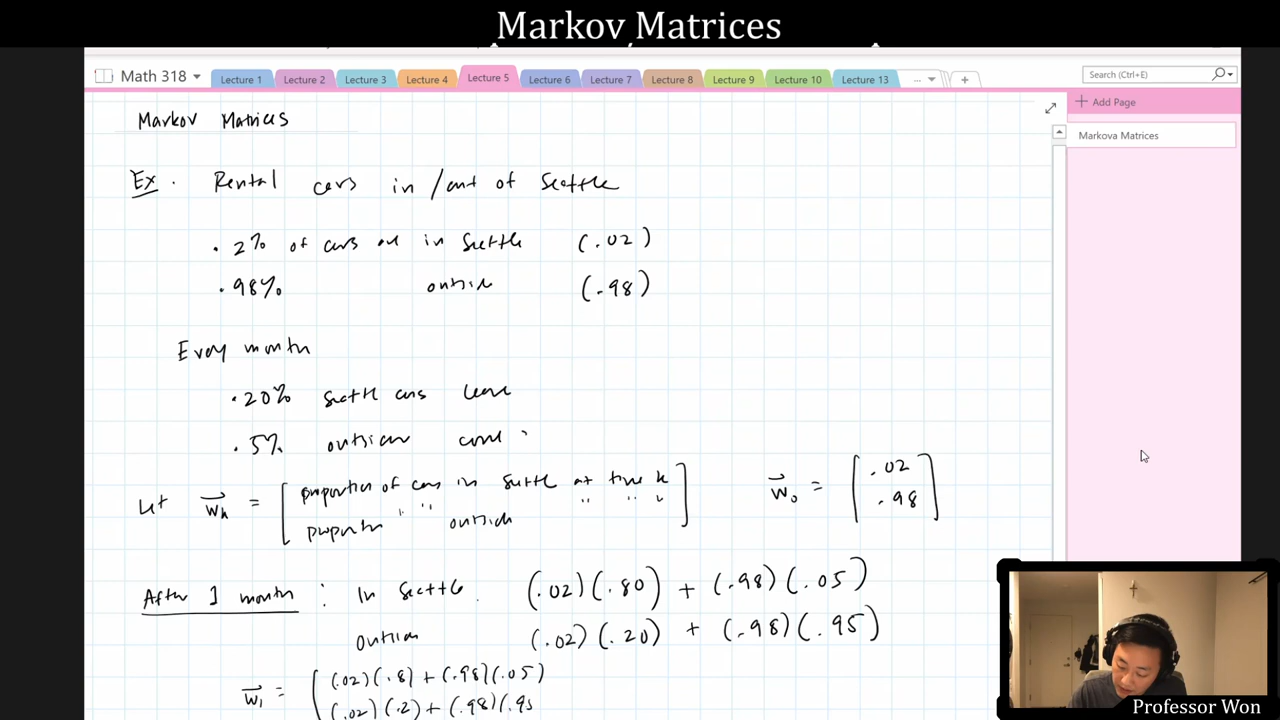 Markov Matrices
Math 318
Lecture 1
Lecture 2
Lecture 3
Lecture 4
Lecture 5
Lecture 6
Lecture 7
Lecture 8
Lecture 9
Lecture 10
Lecture 13
...
Search (Ctrl+E)
Add Page
Markova Matrices
Markov Matrices
Ex. Rental cars in/out of Seattle
• 2% of cars are in Seattle (.02)
• 98% outside (.98)
Every month
• 20% Seattle cars leave
• 5% outside come
Let w⃗k = [ proportion of cars in Seattle at time k
proportion " " outside " " " ]
w⃗0 = [ .02
.98 ]
After 1 month : In Seattle. (.02)(.80) + (.98)(.05)
outside (.02)(.20) + (.98)(.95)
w⃗1 = [ (.02)(.8) + (.98)(.05)
(.02)(.2) + (.98)(.95
Professor Won